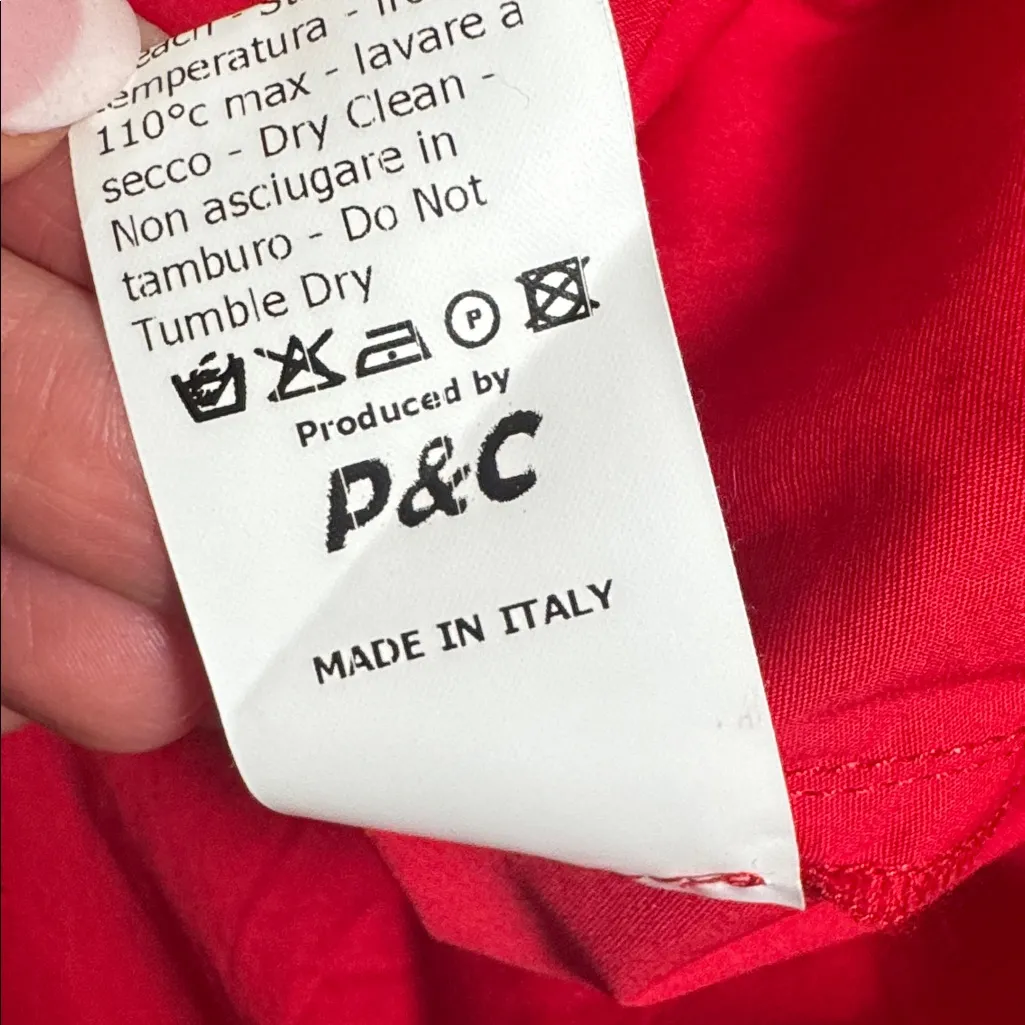 temperatura -
110°c max - lavare a
secco - Dry Clean -
Non asciugare in
tamburo - Do Not
Tumble Dry
P
Produced by
P&C
MADE IN ITALY